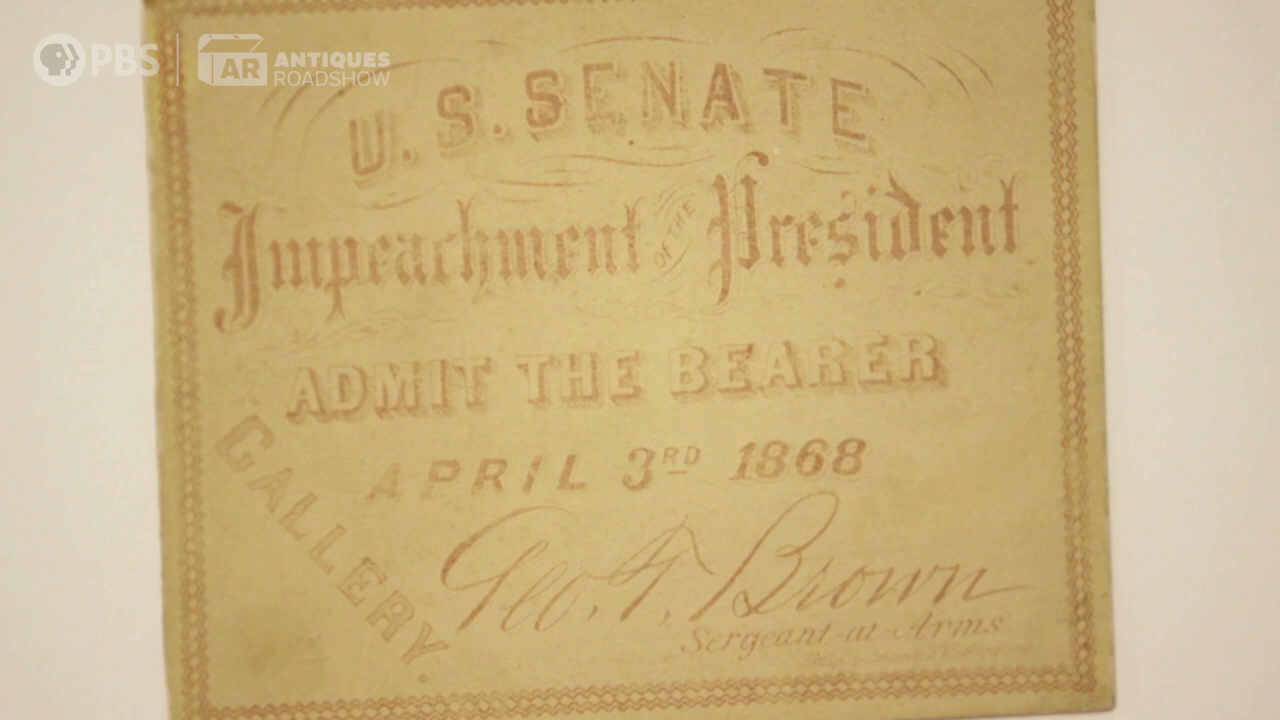 PBS
AR
ANTIQUES
ROADSHOW
U. S. SENATE
Impeachment OF THE President
ADMIT THE BEARER
APRIL 3RD 1868
GALLERY.
Geo. T. Brown
Sergeant-at-Arms